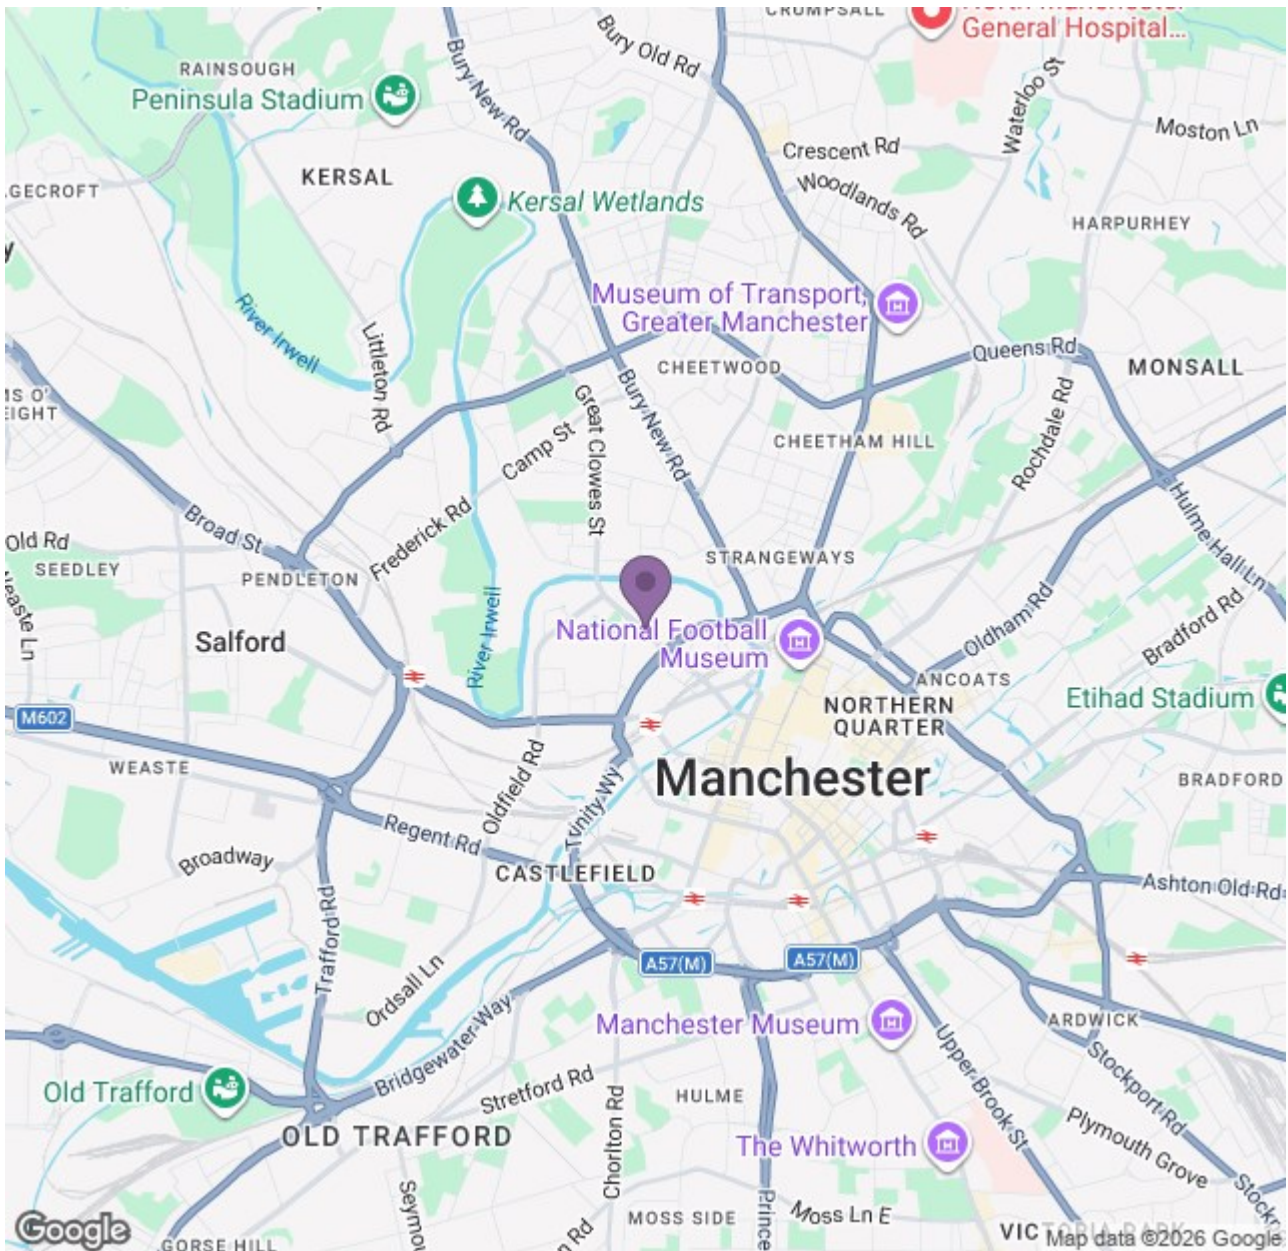 CRUMPSALL
North Manchester
General Hospital...
RAINSOUGH
Peninsula Stadium
Bury New Rd
Bury Old Rd
Waterloo St
Moston Ln
Crescent Rd
KERSAL
Woodlands Rd
Kersal Wetlands
HARPURHEY
River Irwell
Museum of Transport,
Greater Manchester
Littleton Rd
CHEETWOOD
Queens Rd
MONSALL
Great Clowes St
Bury New Rd
Rochdale Rd
Camp St
CHEETHAM HILL
Frederick Rd
Broad St
Hulme Hall Ln
Old Rd
SEEDLEY
PENDLETON
STRANGEWAYS
River Irwell
Oldham Rd
Bradford Rd
Salford
National Football
Museum
ANCOATS
Etihad Stadium
M602
NORTHERN
QUARTER
WEASTE
Oldfield Rd
Trinity Wy
Manchester
BRADFORD
Regent Rd
Broadway
CASTLEFIELD
Ashton Old Rd
Trafford Rd
Ordsall Ln
A57(M)
A57(M)
Bridgewater Way
Manchester Museum
ARDWICK
Upper Brook St
Stockport Rd
Old Trafford
Stretford Rd
HULME
Chorlton Rd
OLD TRAFFORD
The Whitworth
Plymouth Grove
MOSS SIDE
Moss Ln E
Prince
Google
GORSE HILL
Map data ©2026 Google